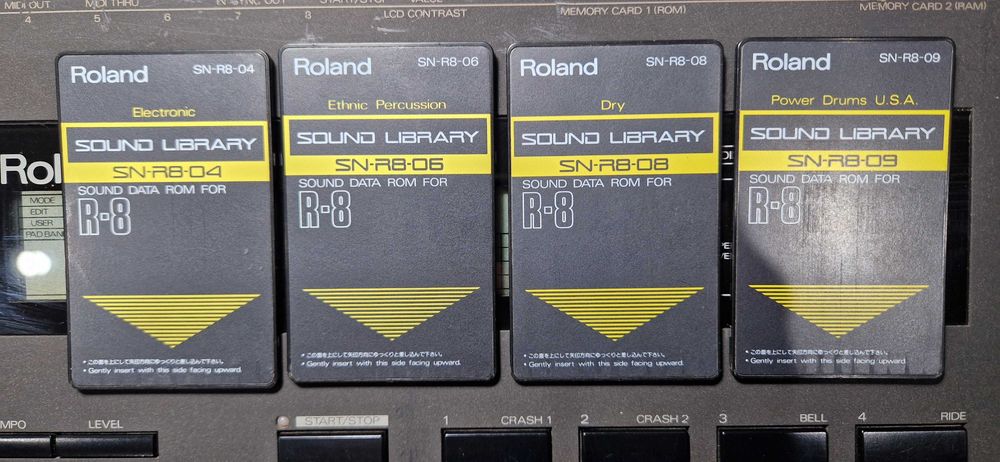 MIDI OUT
MIDI THRU
IN SYNC OUT
START/STOP
VALUE
MEMORY CARD 1 (ROM)
MEMORY CARD 2 (RAM)
4
5
6
7
8
LCD CONTRAST
Roland
SN-R8-04
Electronic
SOUND LIBRARY
SN-R8-04
SOUND DATA ROM FOR
R-8
• この面を上にして矢印方向にゆっくりと差し込んで下さい。
• Gently insert with this side facing upward.
Roland
SN-R8-06
Ethnic Percussion
SOUND LIBRARY
SN-R8-06
SOUND DATA ROM FOR
R-8
• この面を上にして矢印方向にゆっくりと差し込んで下さい。
• Gently insert with this side facing upward.
Roland
SN-R8-08
Dry
SOUND LIBRARY
SN-R8-08
SOUND DATA ROM FOR
R-8
• この面を上にして矢印方向にゆっくりと差し込んで下さい。
• Gently insert with this side facing upward.
Roland
SN-R8-09
Power Drums U.S.A.
SOUND LIBRARY
SN-R8-09
SOUND DATA ROM FOR
R-8
• この面を上にして矢印方向にゆっくりと差し込んで下さい。
• Gently insert with this side facing upward.
Rol
MODE
EDIT
USER
PAD BAN
MPO
LEVEL
START/STOP
1
CRASH 1
2
CRASH 2
3
BELL
4
RIDE